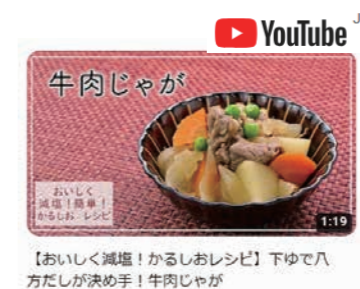 YouTube
J
牛肉じゃが
おいしく
減塩！簡単！
かるしお レシピ
1:19
【おいしく減塩！かるしおレシピ】下ゆで八
方だしが決め手！牛肉じゃが